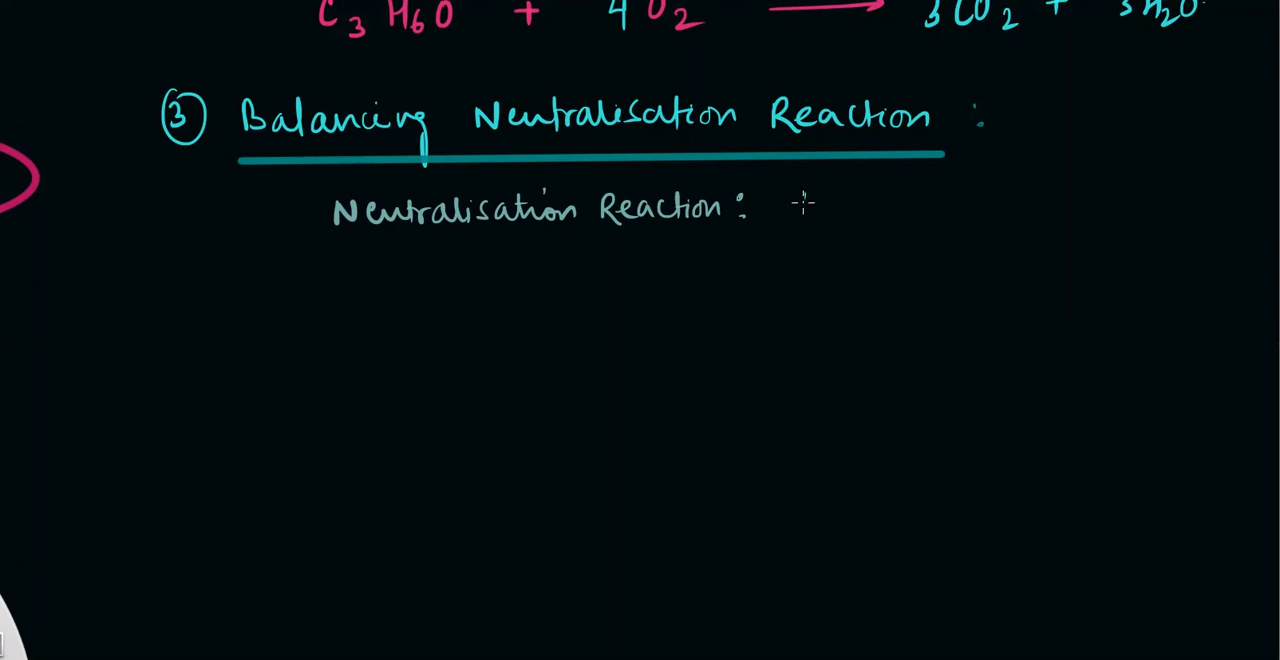 C3H6O + 4O2 → 3CO2 + 3H2O
③ Balancing Neutralisation Reaction :
Neutralisation Reaction :